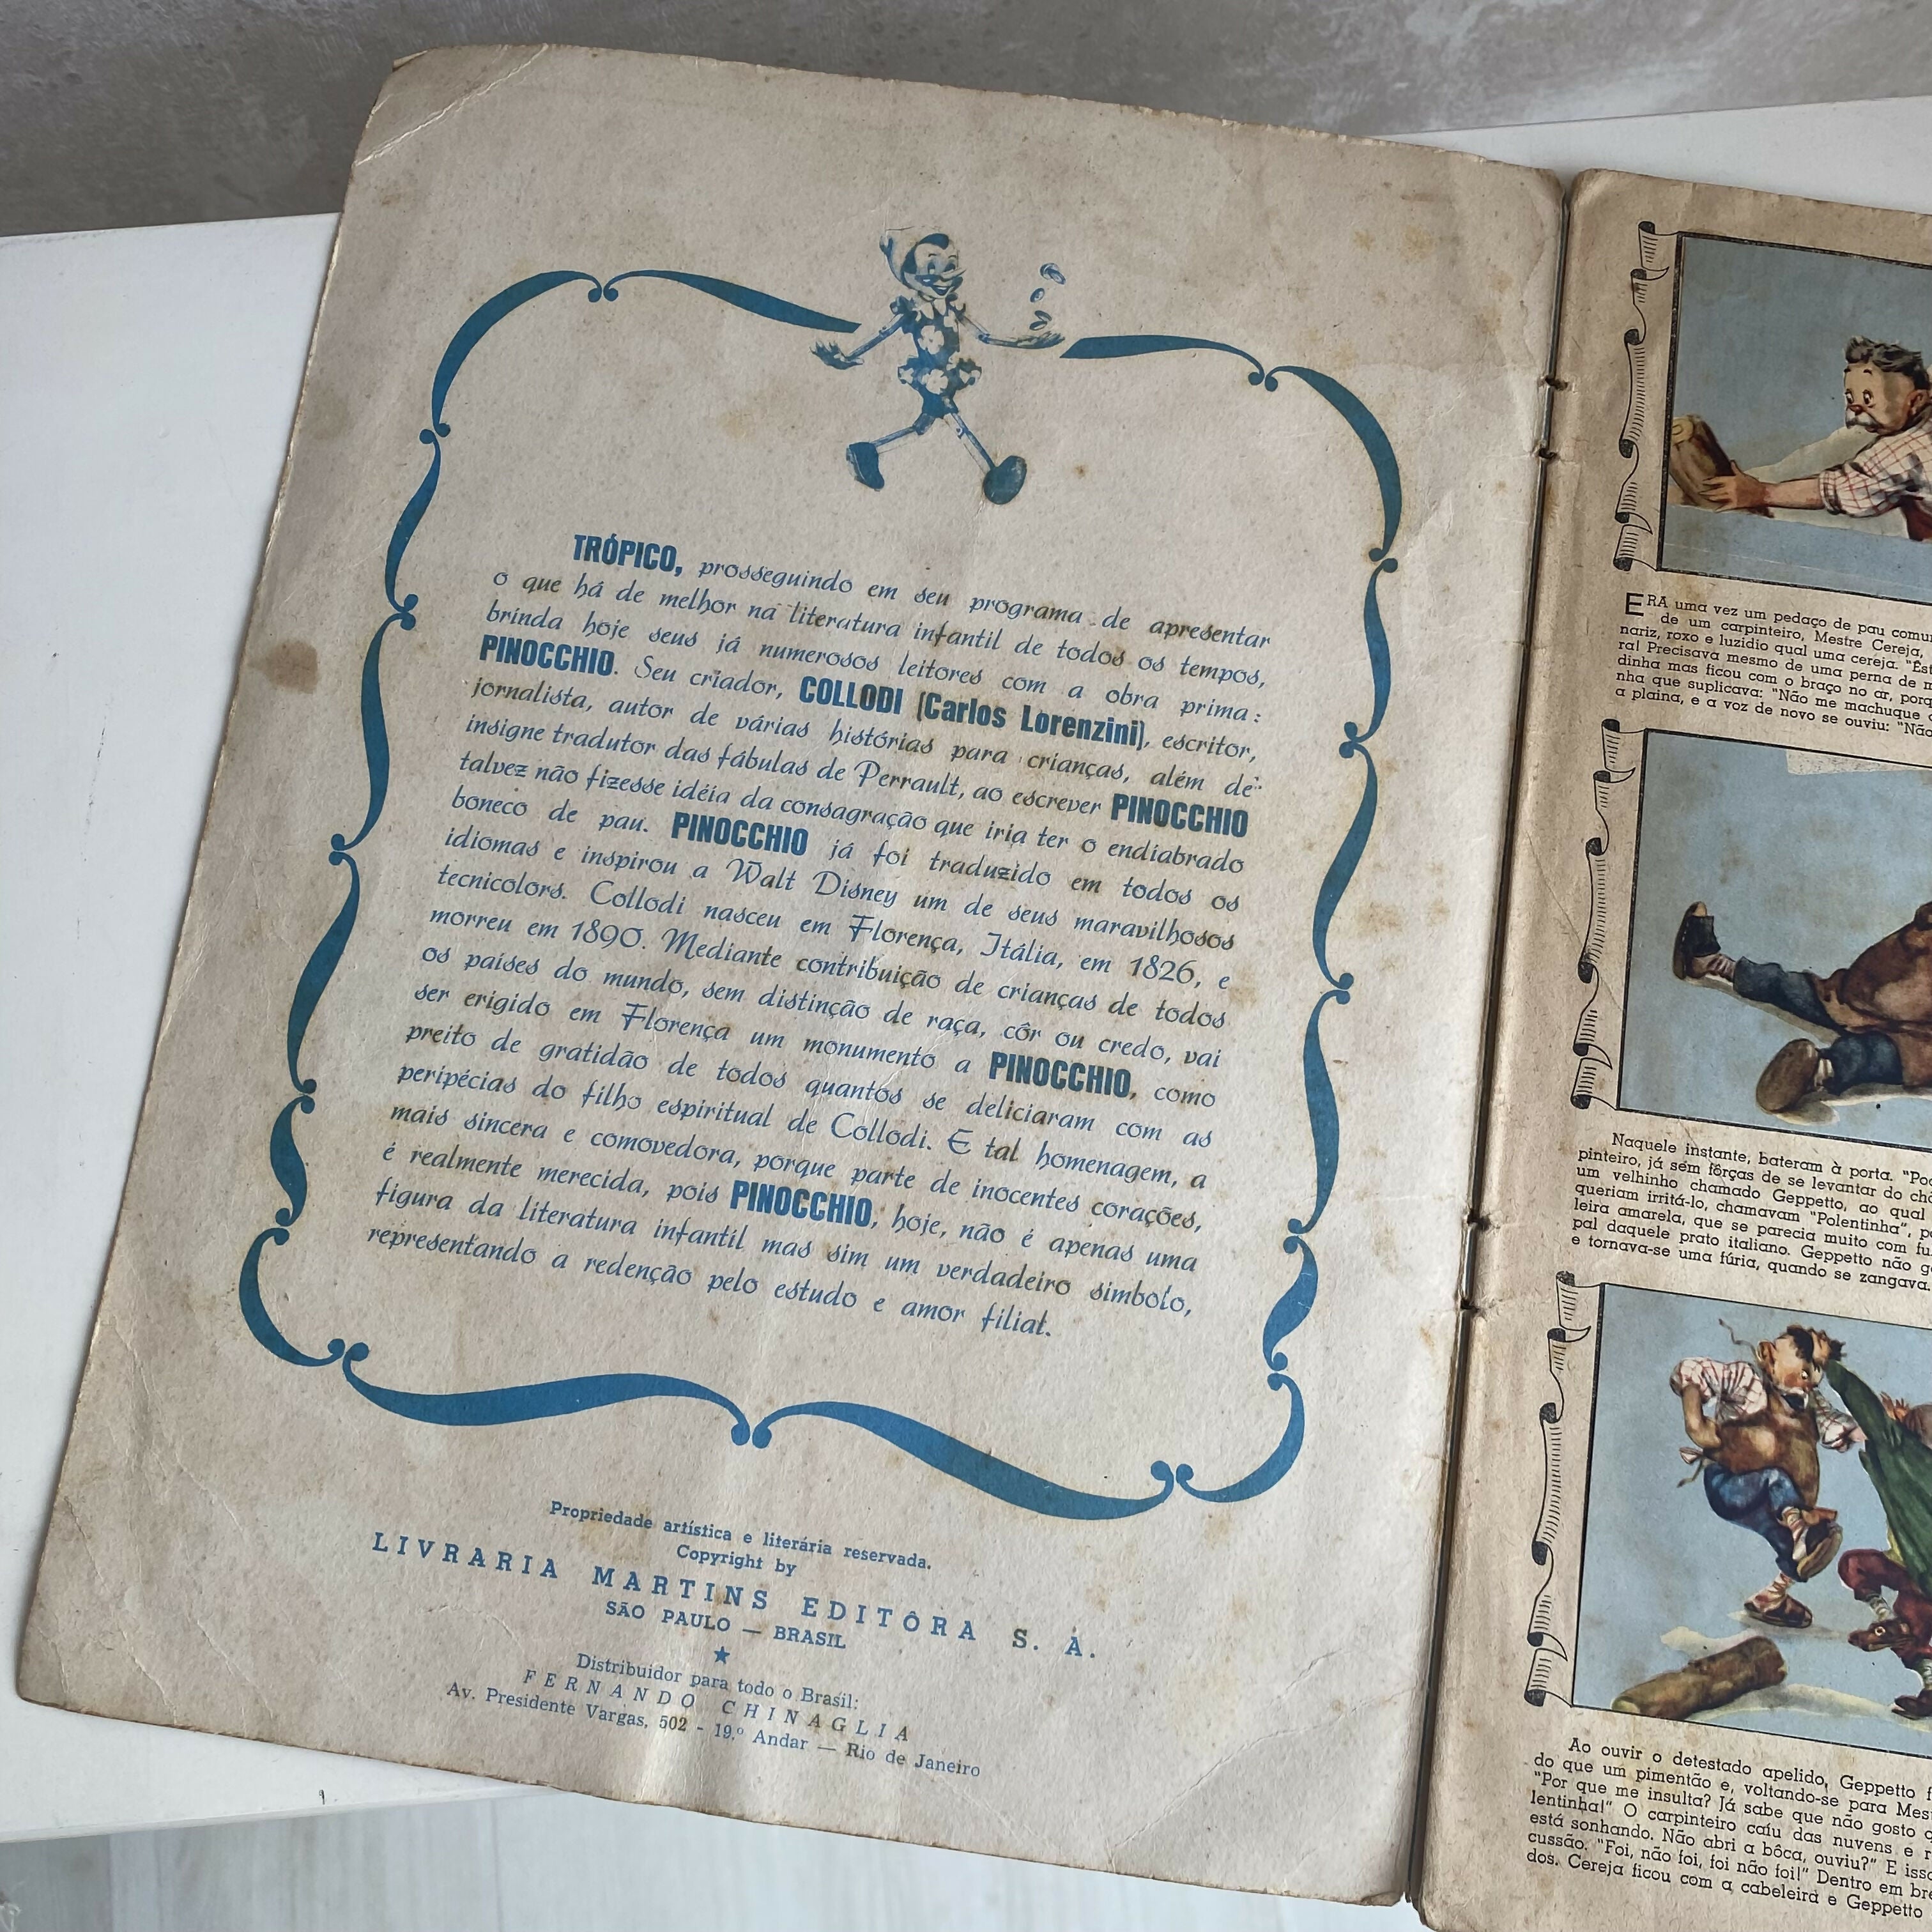 TRÓPICO, prosseguindo em seu programa de apresentar
o que há de melhor na literatura infantil de todos os tempos,
brinda hoje seus já numerosos leitores com a obra prima:
PINOCCHIO. Seu criador, COLLODI (Carlos Lorenzini), escritor,
jornalista, autor de várias histórias para crianças, além de
insigne tradutor das fábulas de Perrault, ao escrever PINOCCHIO
talvez não fizesse idéia da consagração que iria ter o endiabrado
boneco de pau. PINOCCHIO já foi traduzido em todos os
idiomas e inspirou a Walt Disney um de seus maravilhosos
tecnicolors. Collodi nasceu em Florença, Itália, em 1826, e
morreu em 1890. Mediante contribuição de crianças de todos
os paises do mundo, sem distinção de raça, côr ou credo, vai
ser erigido em Florença um monumento a PINOCCHIO, como
preito de gratidão de todos quantos se deliciaram com as
peripécias do filho espiritual de Collodi. E tal homenagem, a
mais sincera e comovedora, porque parte de inocentes corações,
é realmente merecida, pois PINOCCHIO, hoje, não é apenas uma
figura da literatura infantil mas sim um verdadeiro simbolo,
representando a redenção pelo estudo e amor filial.
Propriedade artística e literária reservada.
Copyright by
LIVRARIA MARTINS EDITÔRA S. A.
SÃO PAULO — BRASIL
Distribuidor para todo o Brasil:
FERNANDO CHINAGLIA
Av. Presidente Vargas, 502 - 19.º Andar — Rio de Janeiro
ERA uma vez um pedaço de pau
de um carpinteiro, Mestre Cereja,
nariz, roxo e luzidio qual uma cereja.
ra! Precisava mesmo de uma perna de
dinha mas ficou com o braço no ar,
nha que suplicava: "Não me machuque
a plaina, e a voz de novo se ouviu:
Naquele instante, bateram à porta.
pinteiro, já sem fôrças de se levantar do
um velhinho chamado Geppetto, ao qual
queriam irritá-lo, chamavam "Polentinha",
leira amarela, que se parecia muito com
pal daquele prato italiano. Geppetto não
e tornava-se uma fúria, quando se zangava.
Ao ouvir o detestado apelido, Geppetto
do que um pimentão e, voltando-se para
"Por que me insulta? Já sabe que não gosto
lentinha!" O carpinteiro caíu das nuvens e
está sonhando. Não abri a bôca, ouviu?" E
cussão. "Foi, não foi, foi não foi!" Dentro em
dos. Cereja ficou com a cabeleira e Geppetto